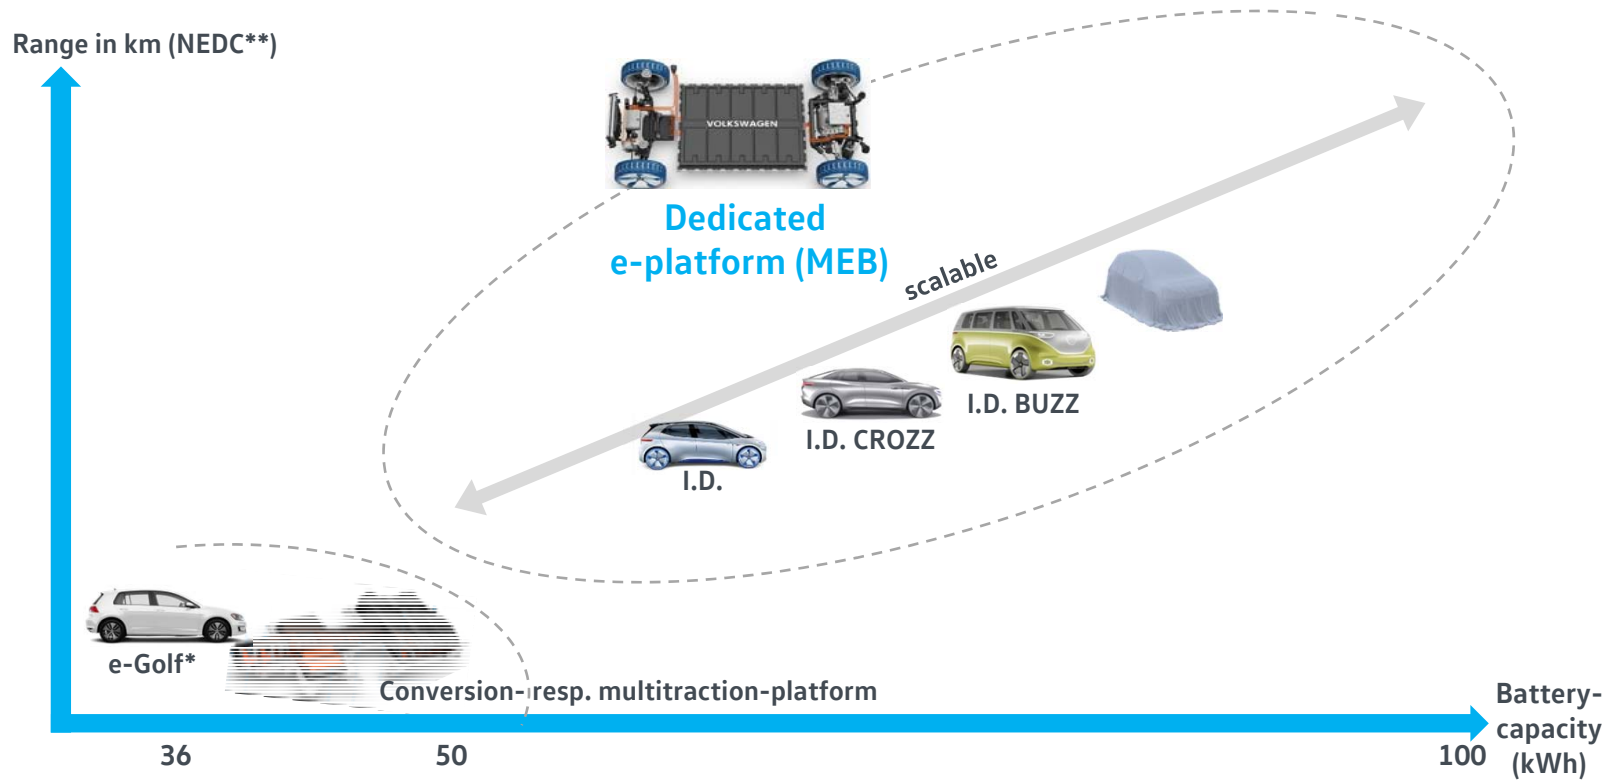 Range in km (NEDC**)
VOLKSWAGEN
Dedicated
e-platform (MEB)
scalable
I.D. BUZZ
I.D. CROZZ
I.D.
e-Golf*
Conversion- resp. multitraction-platform
Battery-
capacity
(kWh)
36
50
100